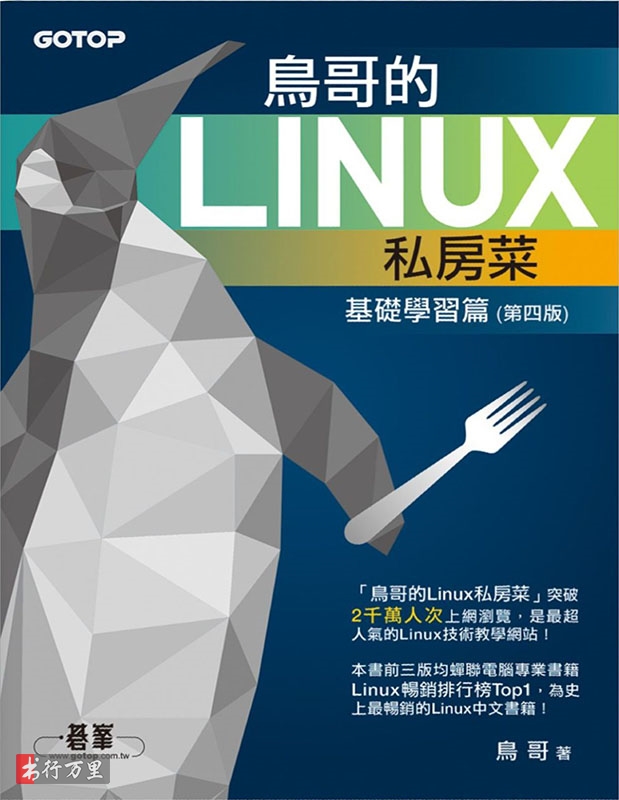 GOTOP
鳥哥的
LINUX
私房菜
基礎學習篇 (第四版)
「鳥哥的Linux私房菜」突破
2千萬人次上網瀏覽，是最超
人氣的Linux技術教學網站！
本書前三版均蟬聯電腦專業書籍
Linux暢銷排行榜Top1，為史
上最暢銷的Linux中文書籍！
鳥 哥 著
碁峯
www.gotop.com.tw
书行万里